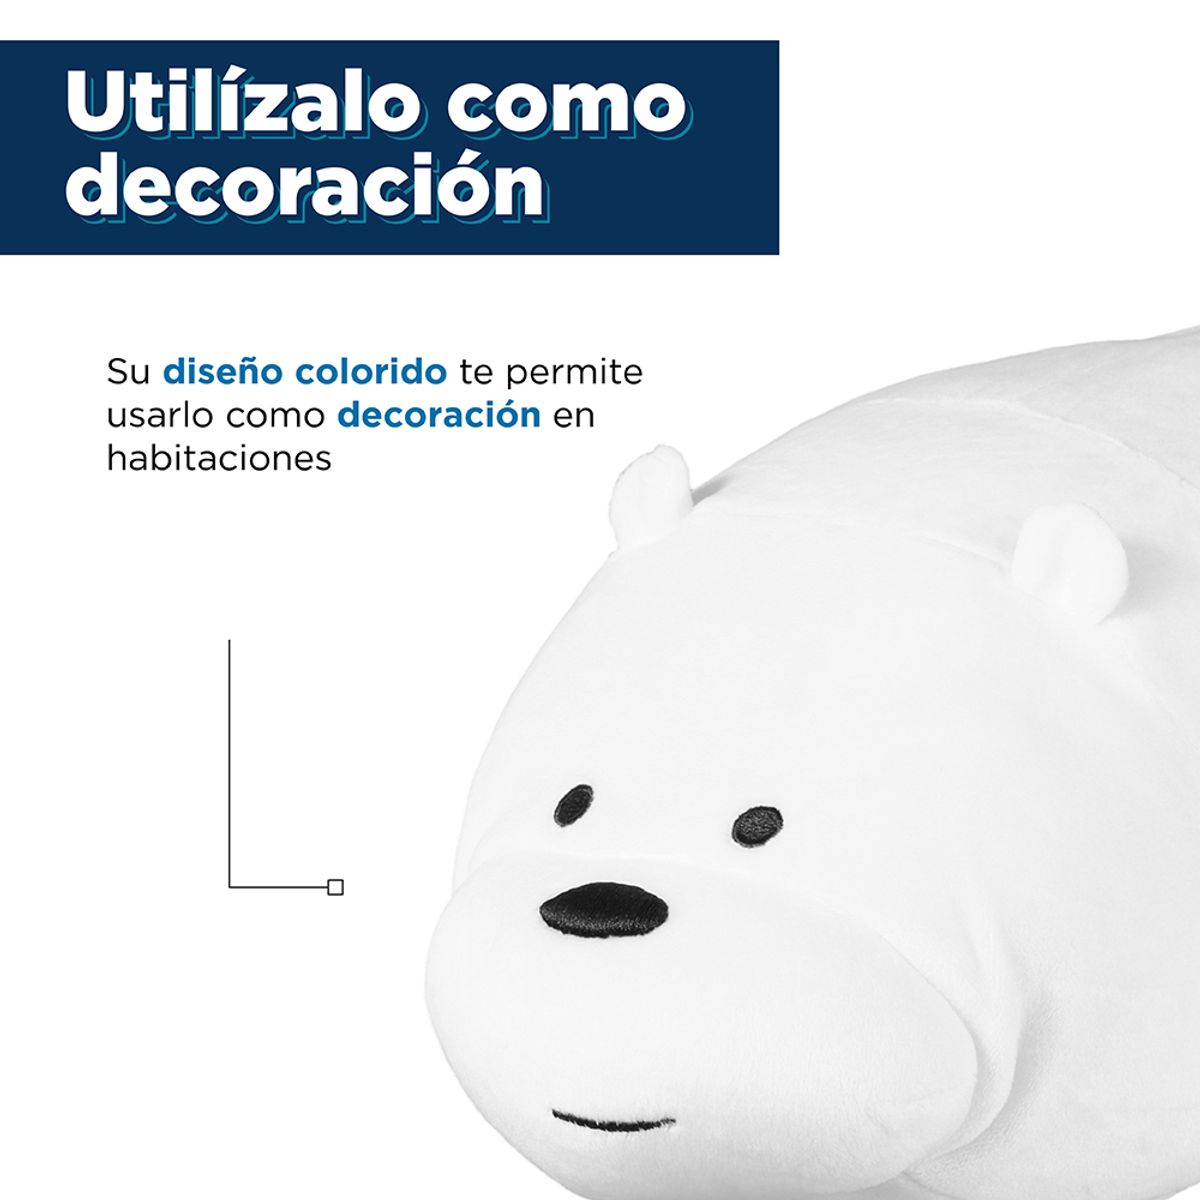 Utilízalo como
decoración
Su diseño colorido te permite
usarlo como decoración en
habitaciones